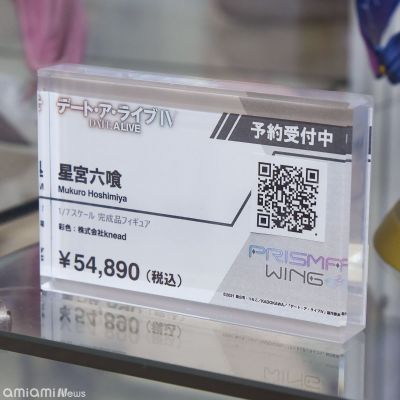 デート・ア・ライブIV
DATE A LIVE
予約受付中
星宮六喰
Mukuro Hoshimiya
1/7スケール 完成品フィギュア
彩色：株式会社knead
¥54,890（税込）
PRISMA
WING
amiami News